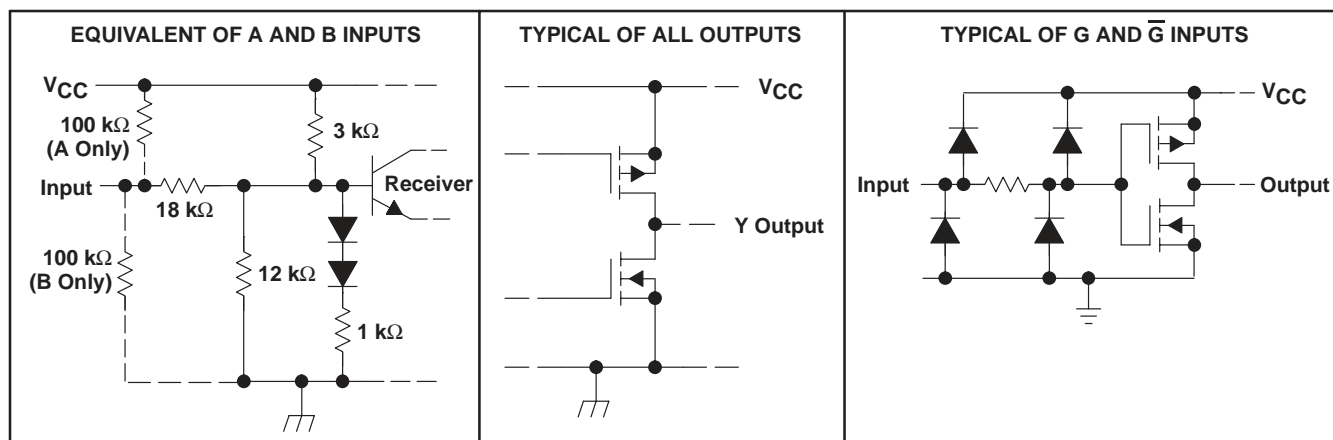 EQUIVALENT OF A AND B INPUTS
VCC
100 kΩ
(A Only)
3 kΩ
Input
18 kΩ
Receiver
100 kΩ
(B Only)
12 kΩ
1 kΩ
TYPICAL OF ALL OUTPUTS
VCC
Y Output
TYPICAL OF G AND G̅ INPUTS
VCC
Input
Output